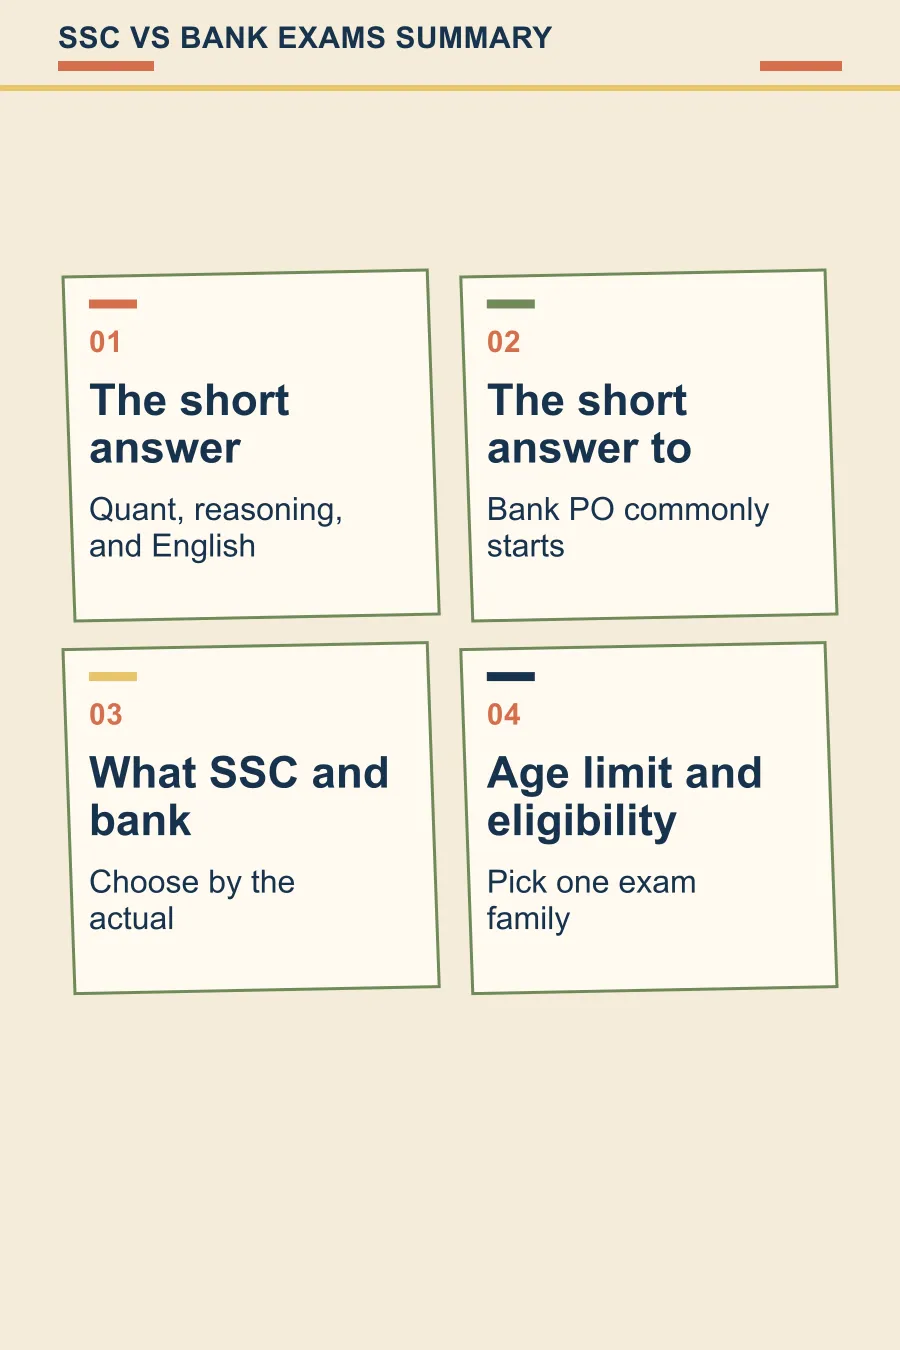 SSC VS BANK EXAMS SUMMARY
01
The short
answer
Quant, reasoning,
and English
02
The short
answer to
Bank PO commonly
starts
03
What SSC and
bank
Choose by the
actual
04
Age limit and
eligibility
Pick one exam
family